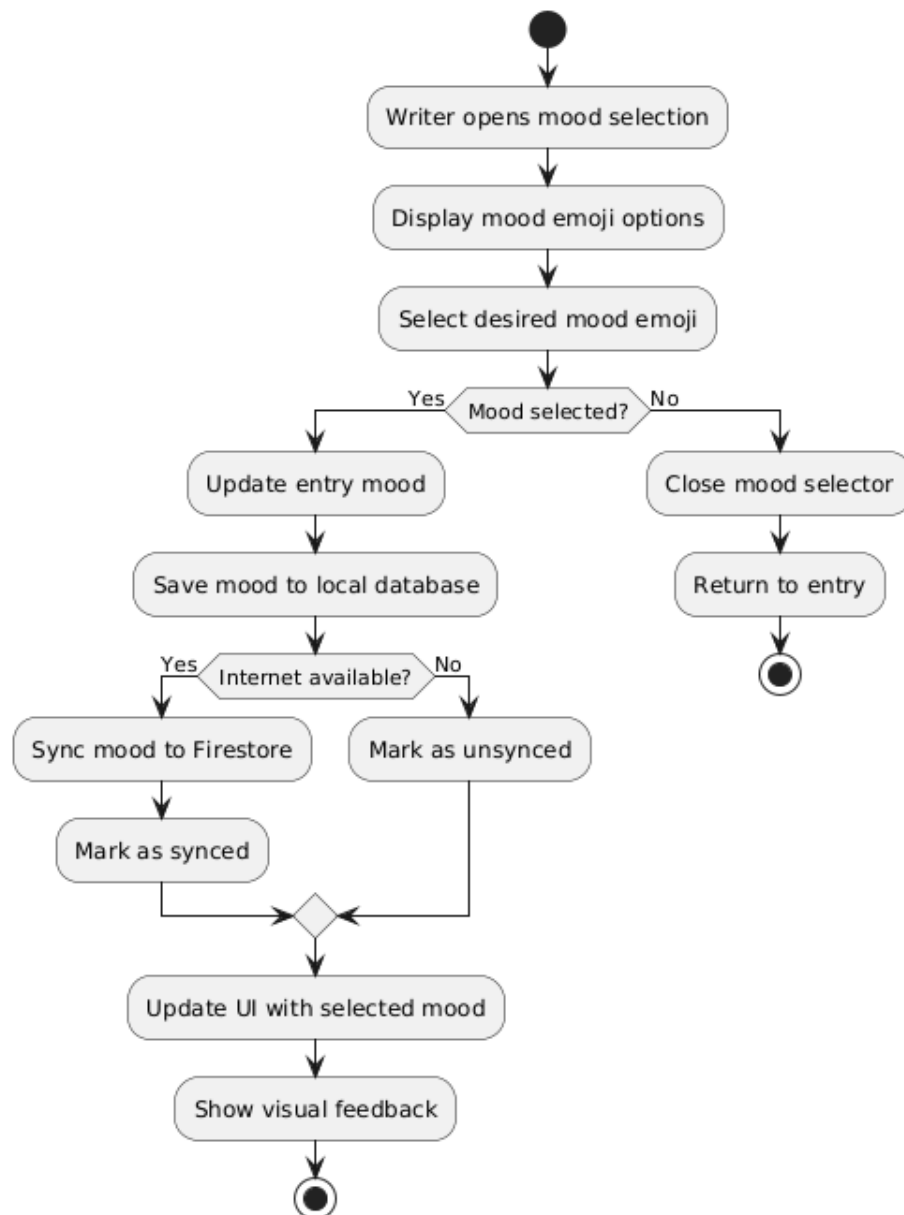 Writer opens mood selection
Display mood emoji options
Select desired mood emoji
Yes
Mood selected?
No
Update entry mood
Close mood selector
Save mood to local database
Return to entry
Yes
Internet available?
No
Sync mood to Firestore
Mark as unsynced
Mark as synced
Update UI with selected mood
Show visual feedback